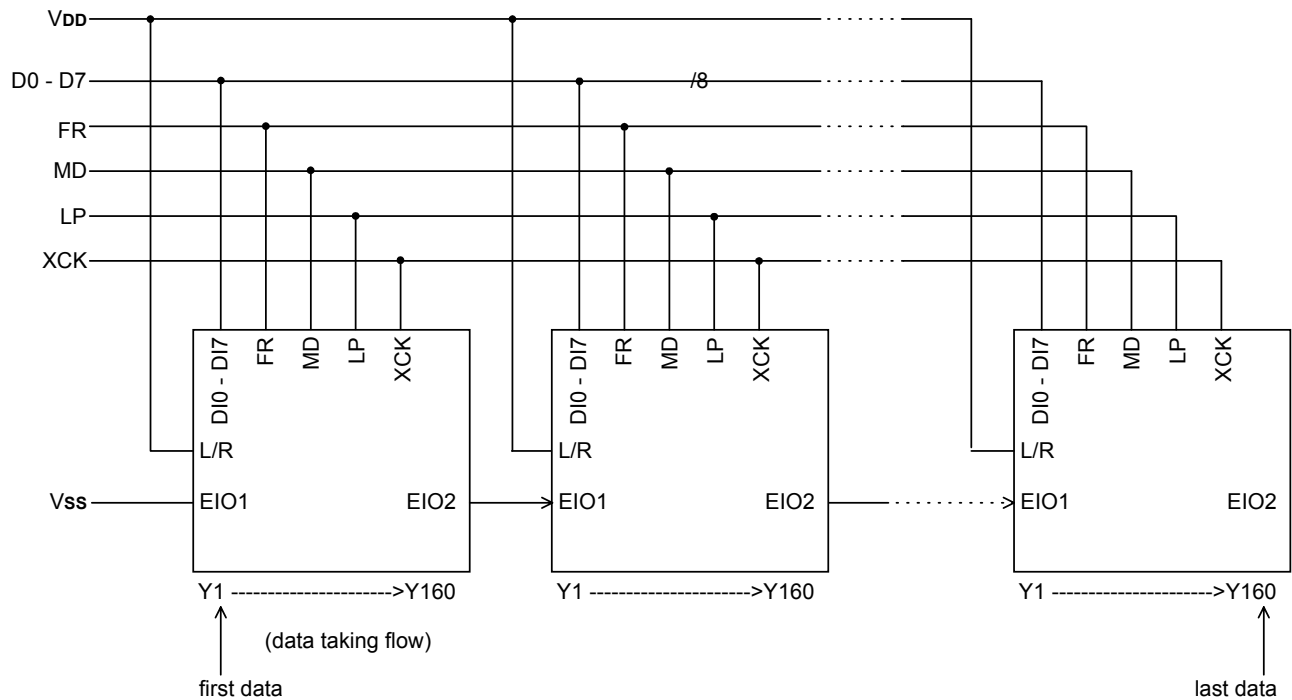 VDD
D0 - D7
/8
FR
MD
LP
XCK
DI0 - DI7
FR
MD
LP
XCK
DI0 - DI7
FR
MD
LP
XCK
DI0 - DI7
FR
MD
LP
XCK
L/R
L/R
L/R
VSS
EIO1
EIO2
EIO1
EIO2
EIO1
EIO2
Y1 ---------------------->Y160
Y1 ---------------------->Y160
Y1 ---------------------->Y160
(data taking flow)
first data
last data